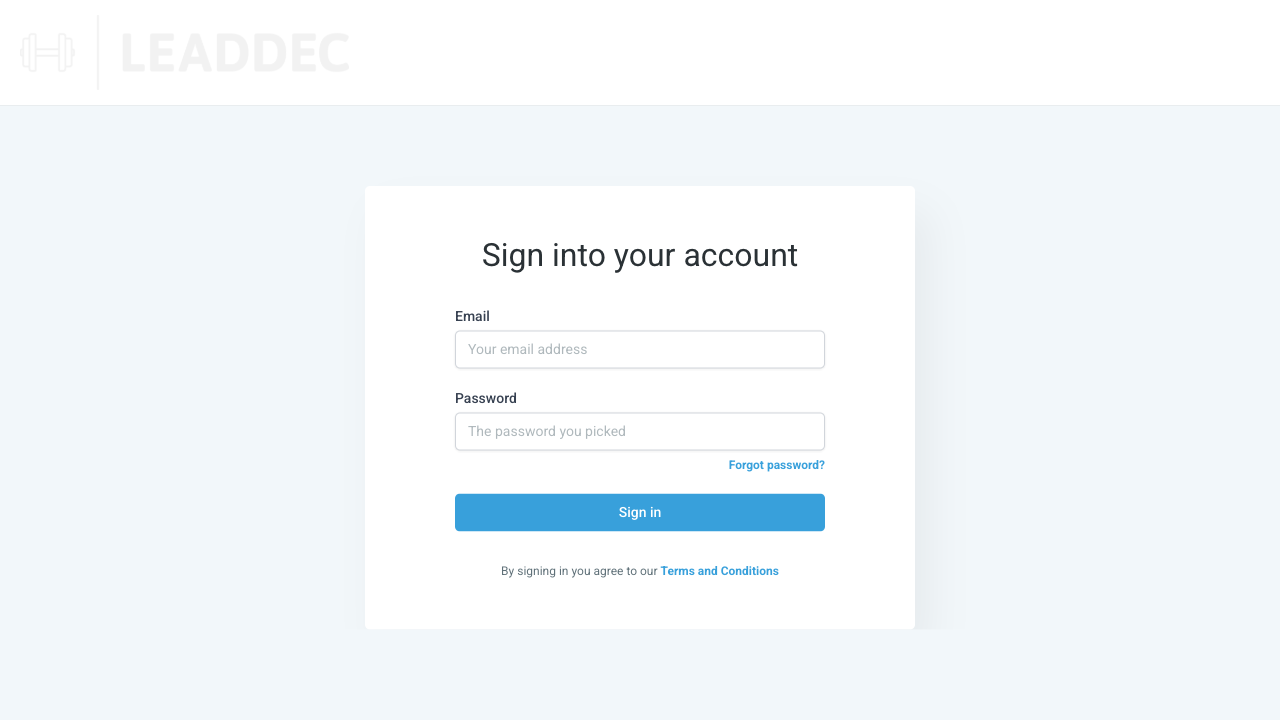 LEADDEC
Sign into your account
Email
Your email address
Password
The password you picked
Forgot password?
Sign in
By signing in you agree to our Terms and Conditions